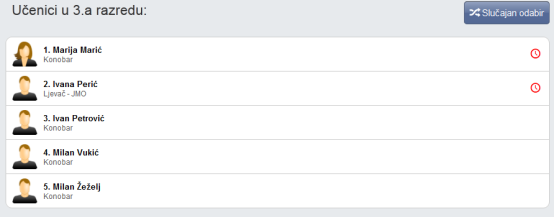 Učenici u 3.a razredu:
Slučajan odabir
1. Marija Marić
Konobar
2. Ivana Perić
Ljevač - JMO
3. Ivan Petrović
Konobar
4. Milan Vukić
Konobar
5. Milan Žeželj
Konobar